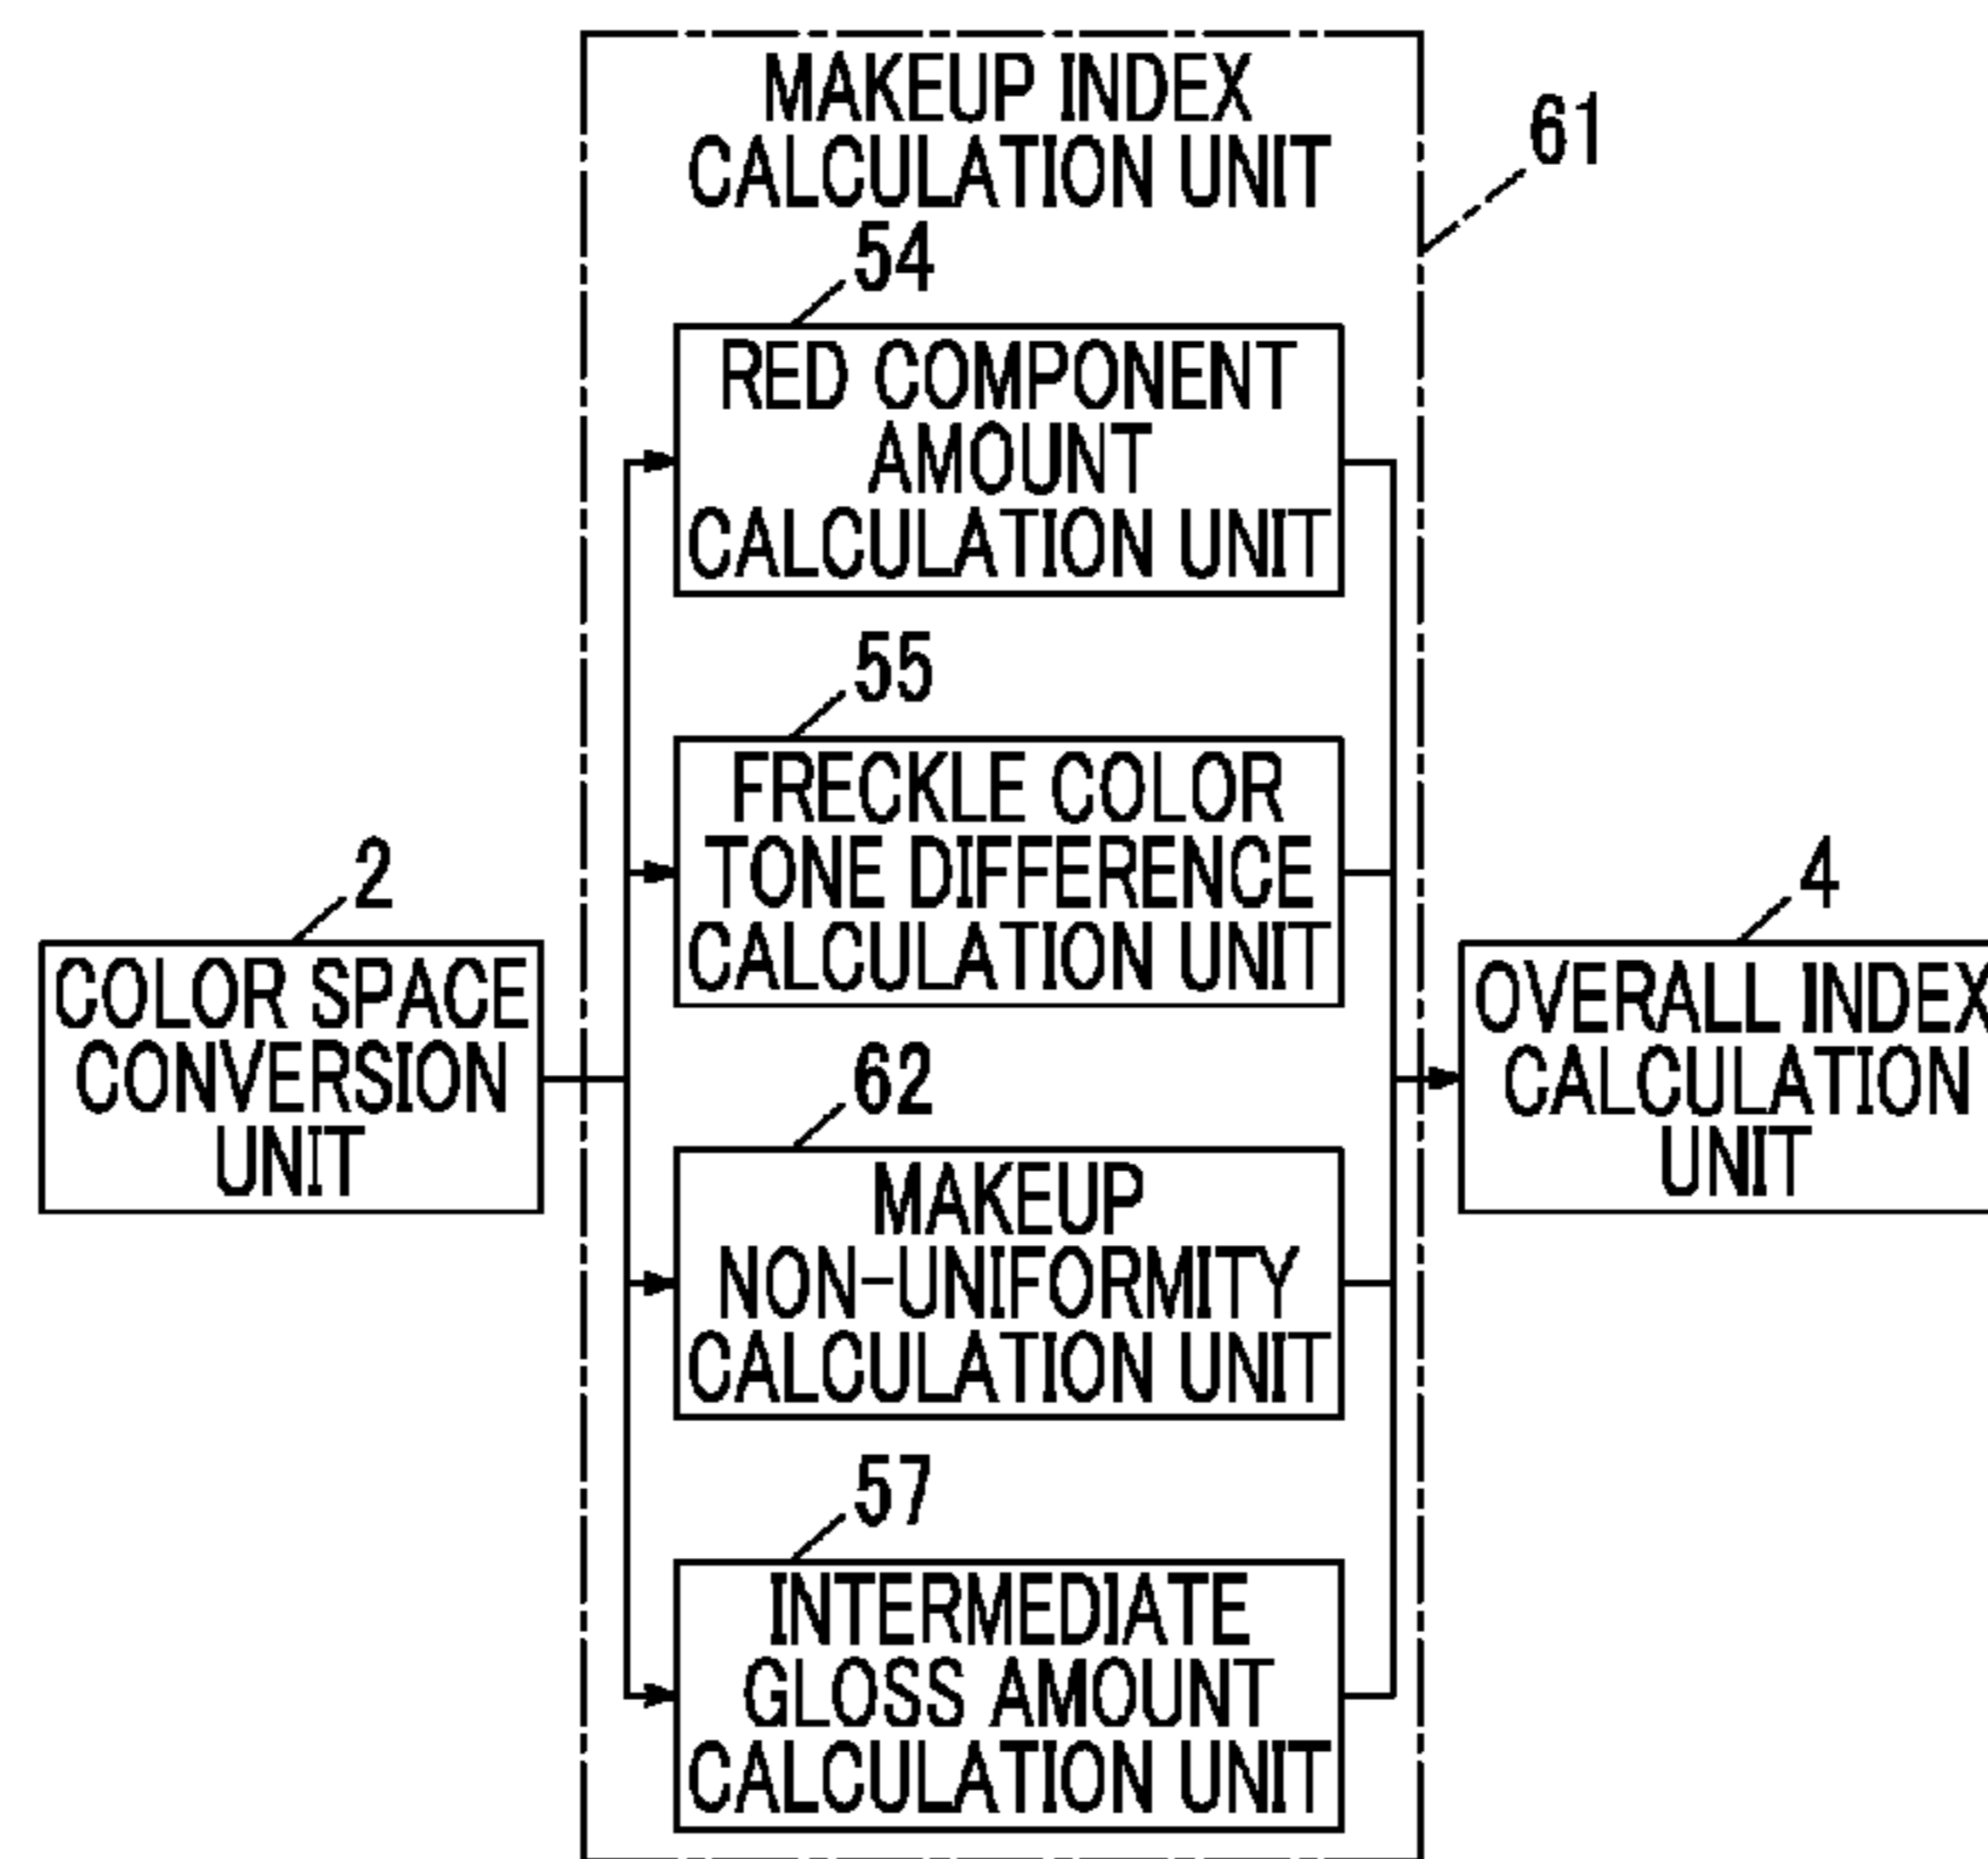 MAKEUP INDEX
CALCULATION UNIT
61
54
RED COMPONENT
AMOUNT
CALCULATION UNIT
55
FRECKLE COLOR
TONE DIFFERENCE
CALCULATION UNIT
2
COLOR SPACE
CONVERSION
UNIT
62
MAKEUP
NON-UNIFORMITY
CALCULATION UNIT
4
OVERALL INDEX
CALCULATION
UNIT
57
INTERMEDIATE
GLOSS AMOUNT
CALCULATION UNIT